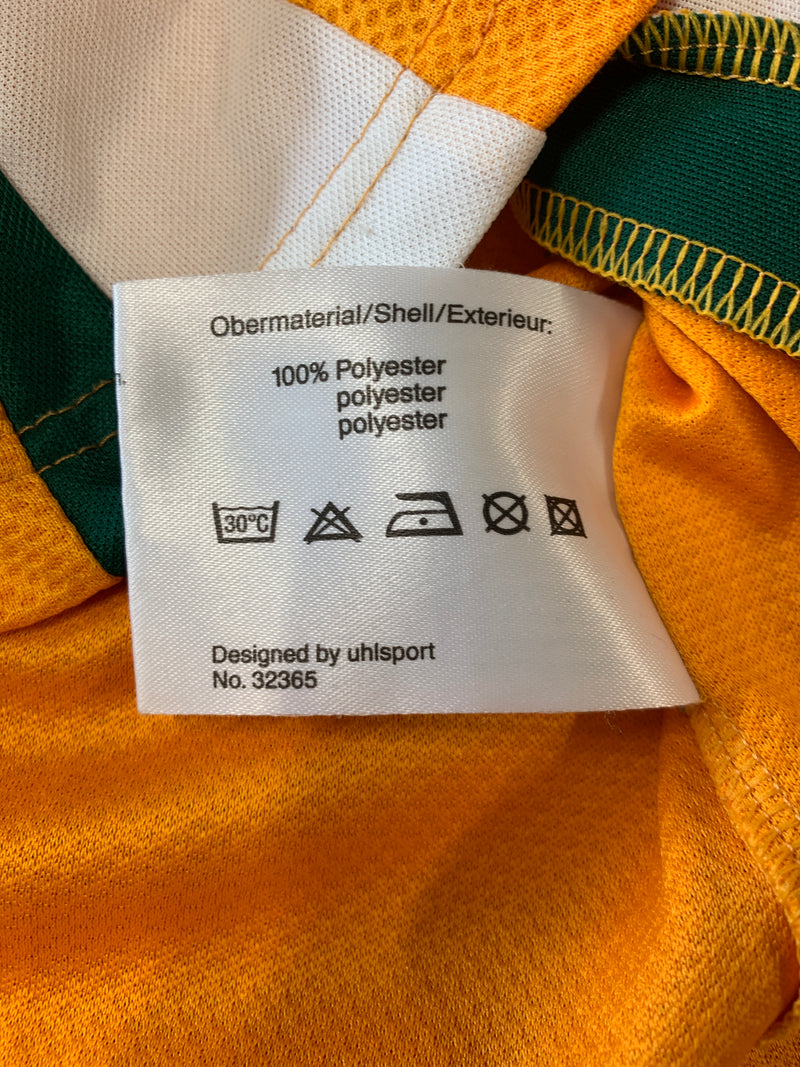 Obermaterial/Shell/Exterieur:
100% Polyester
polyester
polyester
30°C
Designed by uhlsport
No. 32365